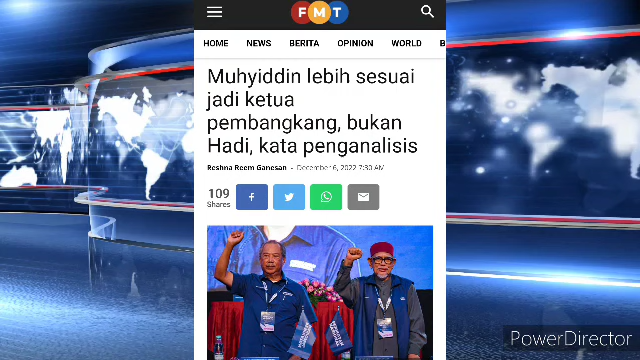 FMT
HOME NEWS BERITA OPINION WORLD B
Muhyiddin lebih sesuai
jadi ketua
pembangkang, bukan
Hadi, kata penganalisis
Reshna Reem Ganesan - December 6, 2022 7:30 AM
109
Shares
PowerDirector